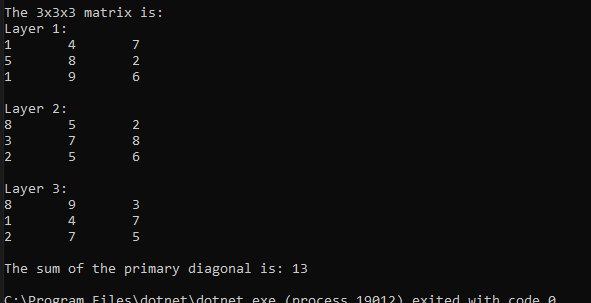 The 3x3x3 matrix is:
Layer 1:
1 4 7
5 8 2
1 9 6
Layer 2:
8 5 2
3 7 8
2 5 6
Layer 3:
8 9 3
1 4 7
2 7 5
The sum of the primary diagonal is: 13
C:\Program Files\dotnet\dotnet.exe (process 19012) exited with code 0